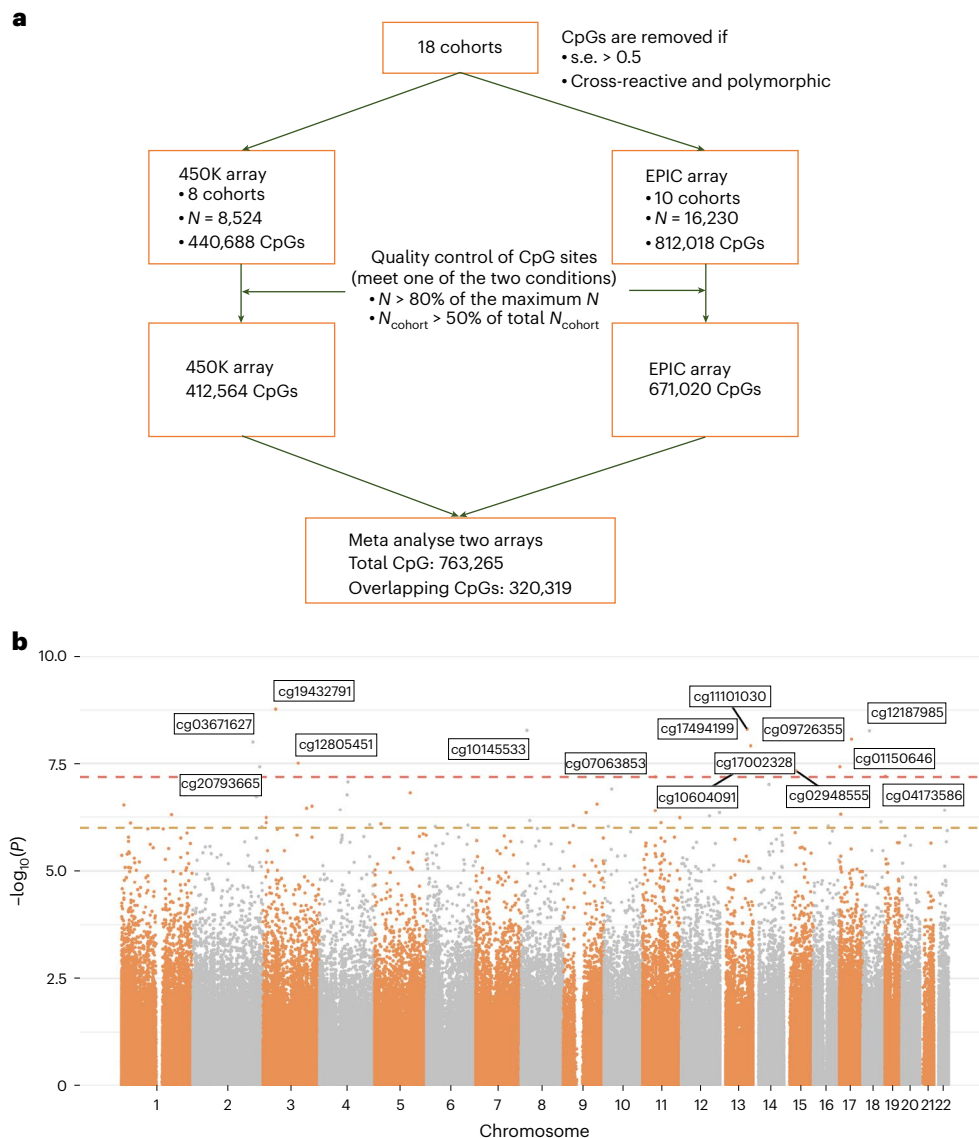 a
18 cohorts
CpGs are removed if
• s.e. > 0.5
• Cross-reactive and polymorphic
450K array
• 8 cohorts
• N = 8,524
• 440,688 CpGs
EPIC array
• 10 cohorts
• N = 16,230
• 812,018 CpGs
Quality control of CpG sites
(meet one of the two conditions)
• N > 80% of the maximum N
• Ncohort > 50% of total Ncohort
450K array
412,564 CpGs
EPIC array
671,020 CpGs
Meta analyse two arrays
Total CpG: 763,265
Overlapping CpGs: 320,319
b
10.0
7.5
5.0
2.5
0
–log10(P)
cg19432791
cg03671627
cg12805451
cg20793665
cg10145533
cg07063853
cg11101030
cg17494199
cg09726355
cg12187985
cg17002328
cg01150646
cg10604091
cg02948555
cg04173586
1 2 3 4 5 6 7 8 9 10 11 12 13 14 15 16 17 18 19 20 21 22
Chromosome